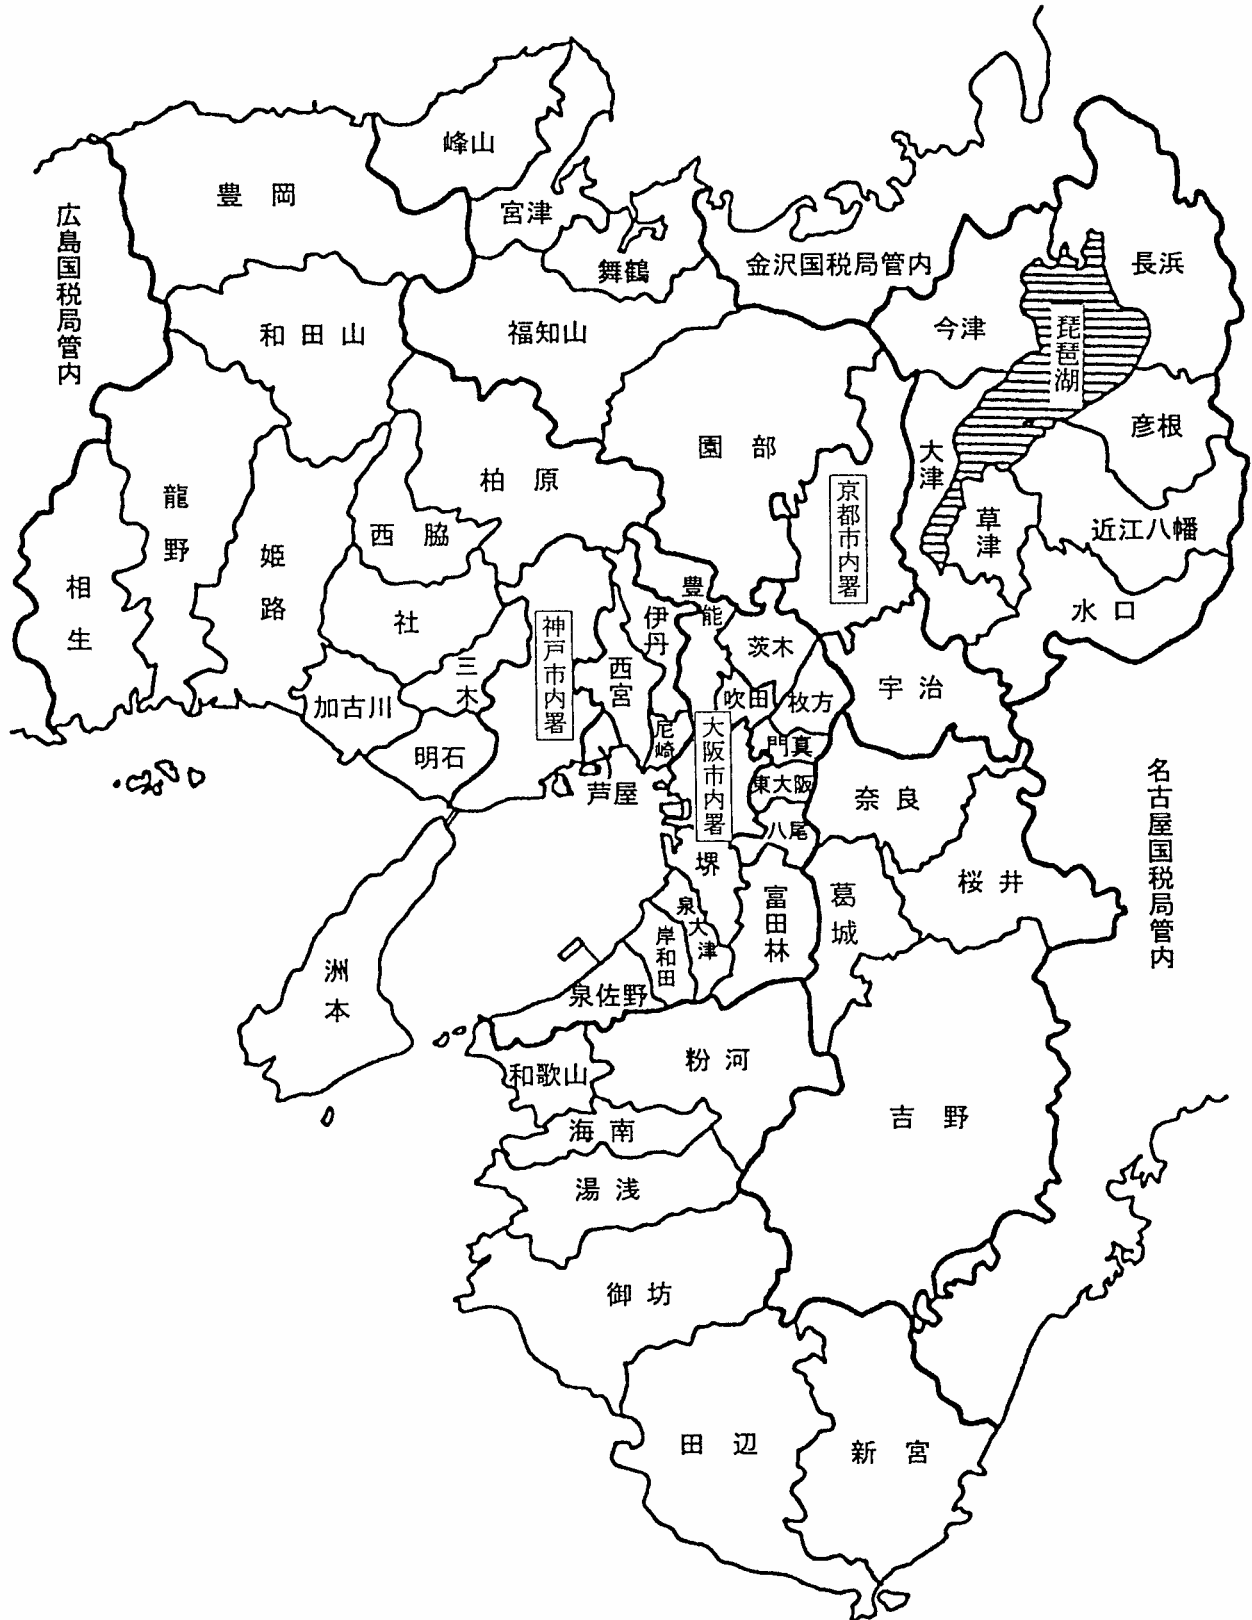 峰山
豊岡
宮津
舞鶴
広島国税局管内
金沢国税局管内
長浜
和田山
福知山
今津
琵琶湖
彦根
園部
大津
柏原
京都市内署
龍野
西脇
草津
近江八幡
姫路
相生
豊能
伊丹
水口
社
茨木
神戸市内署
三木
西宮
宇治
吹田
枚方
加古川
尼崎
大阪市内署
門真
明石
芦屋
東大阪
奈良
名古屋国税局管内
八尾
堺
桜井
富田林
葛城
泉大津
岸和田
洲本
泉佐野
粉河
和歌山
吉野
海南
湯浅
御坊
田辺
新宮